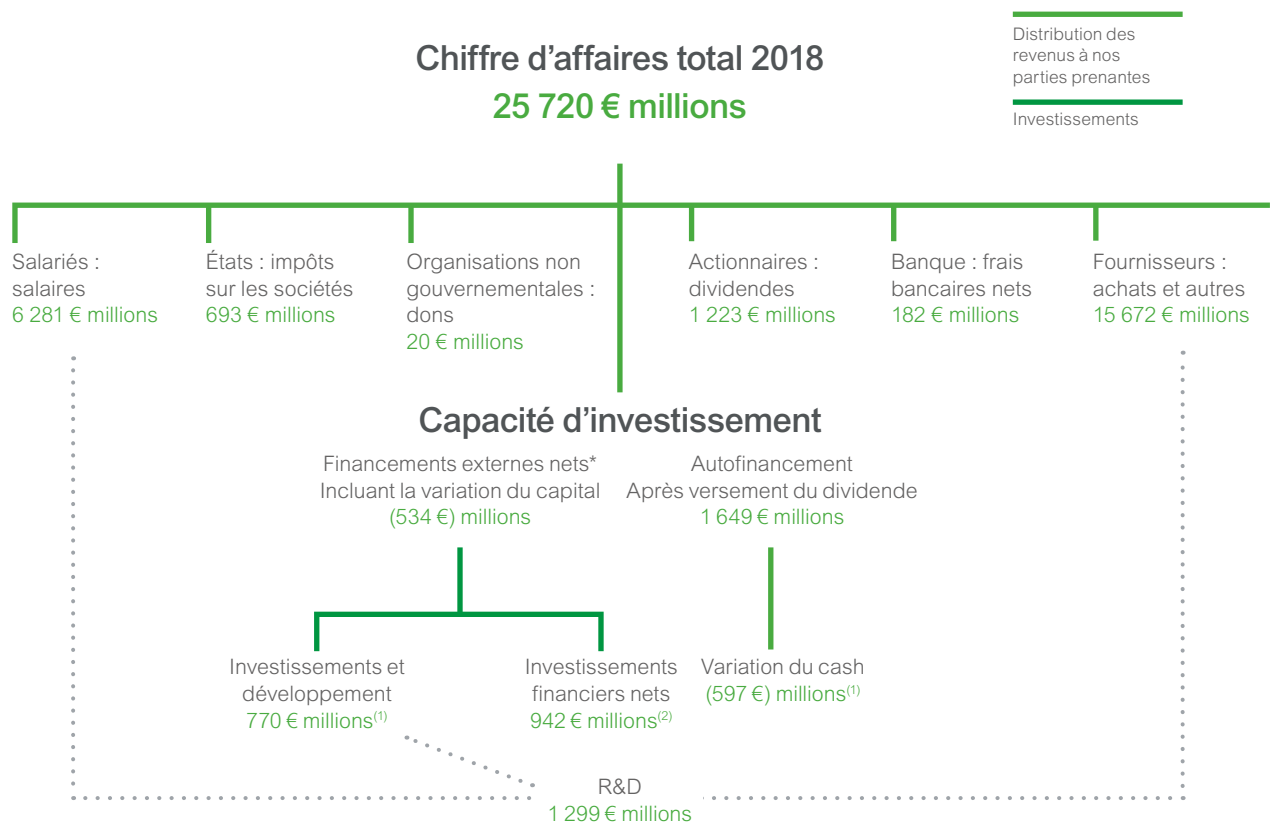 Chiffre d’affaires total 2018
25 720 € millions
Distribution des
revenus à nos
parties prenantes
Investissements
Salariés :
salaires
6 281 € millions
États : impôts
sur les sociétés
693 € millions
Organisations non
gouvernementales :
dons
20 € millions
Actionnaires :
dividendes
1 223 € millions
Banque : frais
bancaires nets
182 € millions
Fournisseurs :
achats et autres
15 672 € millions
Capacité d’investissement
Financements externes nets*
Incluant la variation du capital
(534 €) millions
Autofinancement
Après versement du dividende
1 649 € millions
Investissements et
développement
770 € millions(1)
Investissements
financiers nets
942 € millions(2)
Variation du cash
(597 €) millions(1)
R&D
1 299 € millions